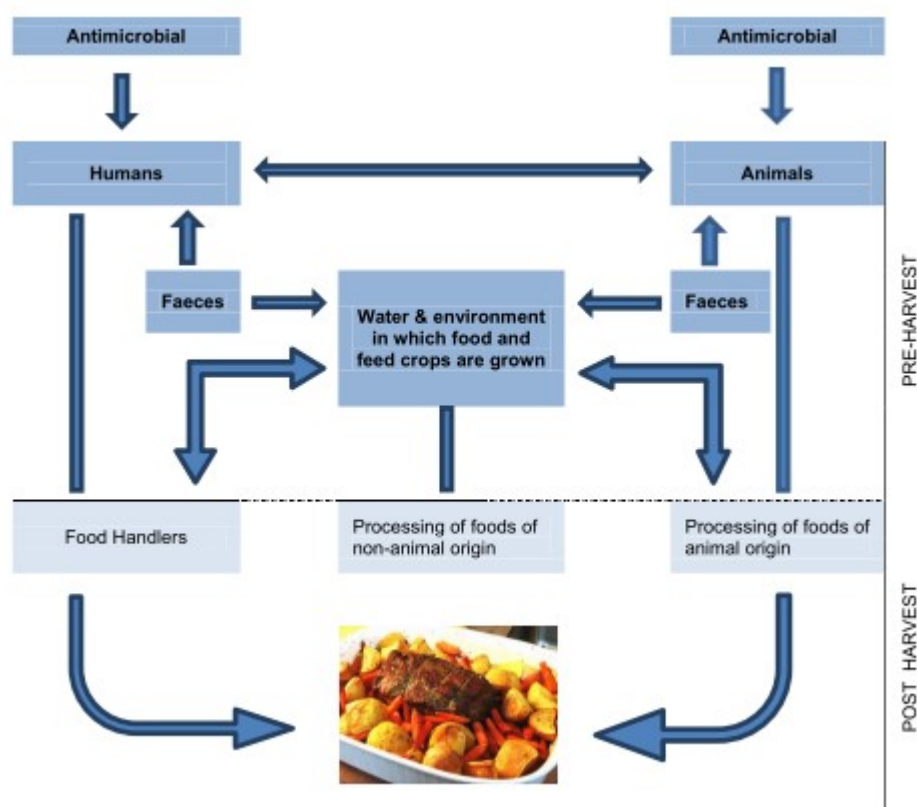 Antimicrobial
Antimicrobial
Humans
Animals
Faeces
Water & environment
in which food and
feed crops are grown
Faeces
PRE-HARVEST
Food Handlers
Processing of foods of
non-animal origin
Processing of foods of
animal origin
POST HARVEST